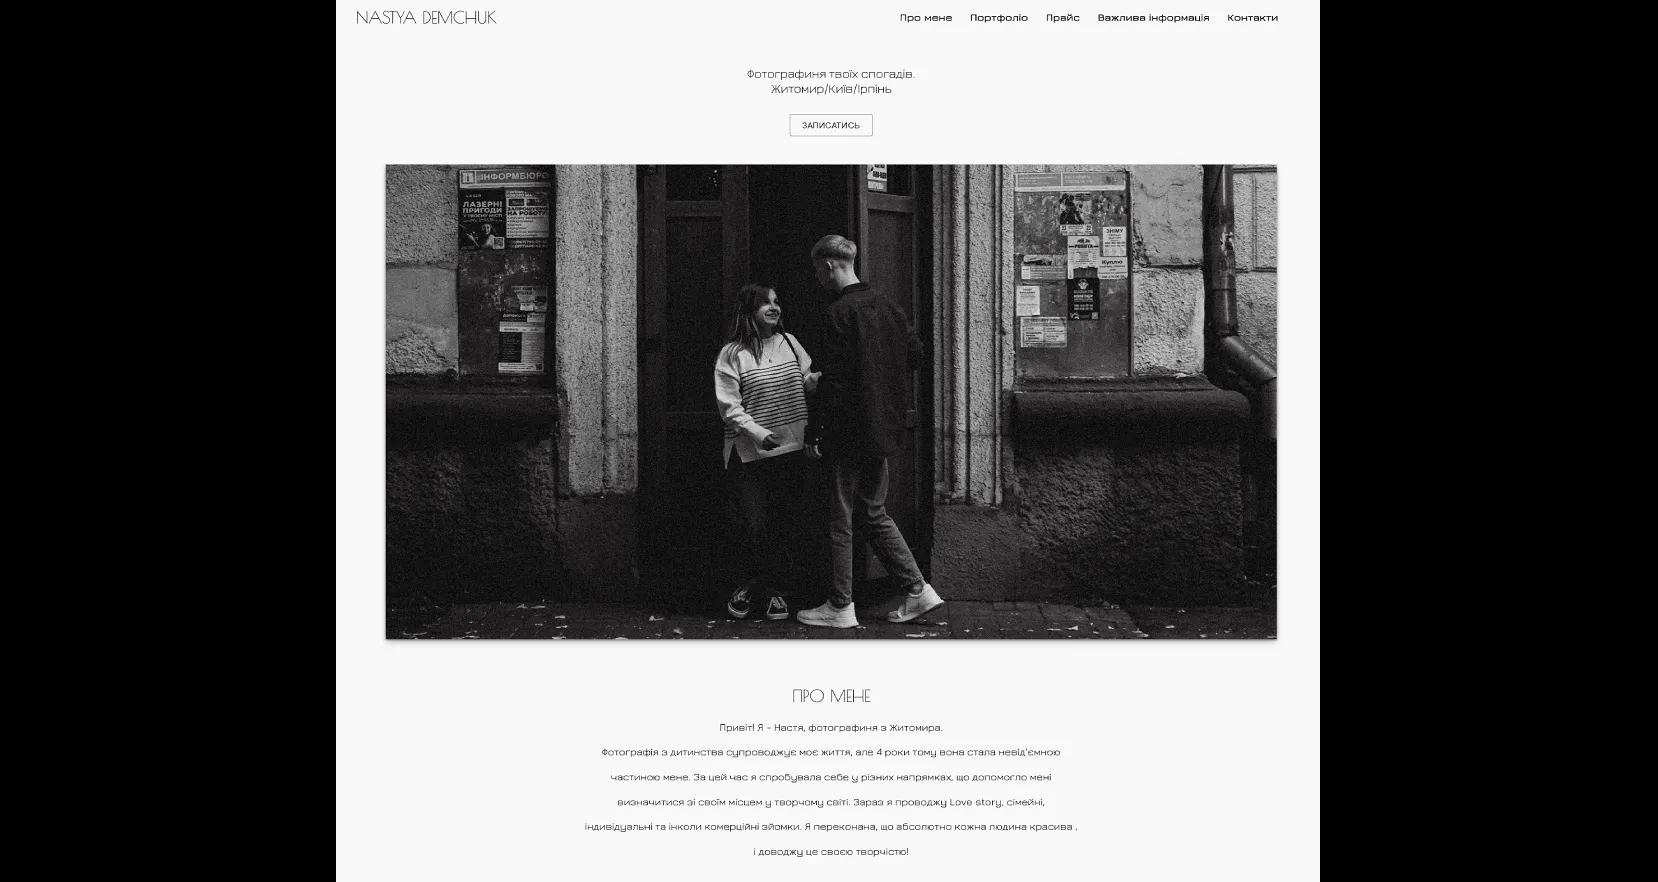 NASTYA DEMCHUK
Про мене Портфоліо Прайс Важлива інформація Контакти
Фотографиня твоїх спогадів.
Житомир/Київ/Ірпінь
ЗАПИСАТИСЬ
ІНФОРМБЮРО
ЛАЗЕРНІ
ПРИГОДИ
У ТВОЄМУ МІСТІ
ЗАПРОШУЄМО
НА РОБОТУ
ЗНІМУ
РОБОТА
Куплю
ПРО МЕНЕ
Привіт! Я - Настя, фотографиня з Житомира.
Фотографія з дитинства супроводжує моє життя, але 4 роки тому вона стала невід'ємною
частиною мене. За цей час я спробувала себе у різних напрямках, що допомогло мені
визначитися зі своїм місцем у творчому світі. Зараз я проводжу Love story, сімейні,
індивідуальні та інколи комерційні зйомки. Я переконана, що абсолютно кожна людина красива ,
і доводжу це своєю творчістю!